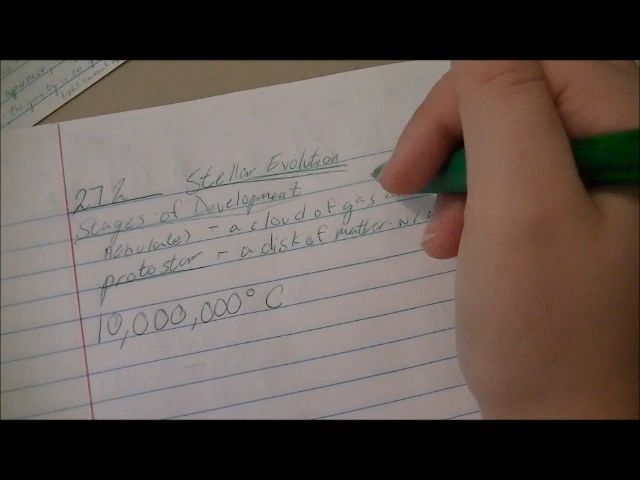 27.2 Stellar Evolution
Stages of Development
nebula(e) - a cloud of gas
protostar - a disk of matter w/
10,000,000° C